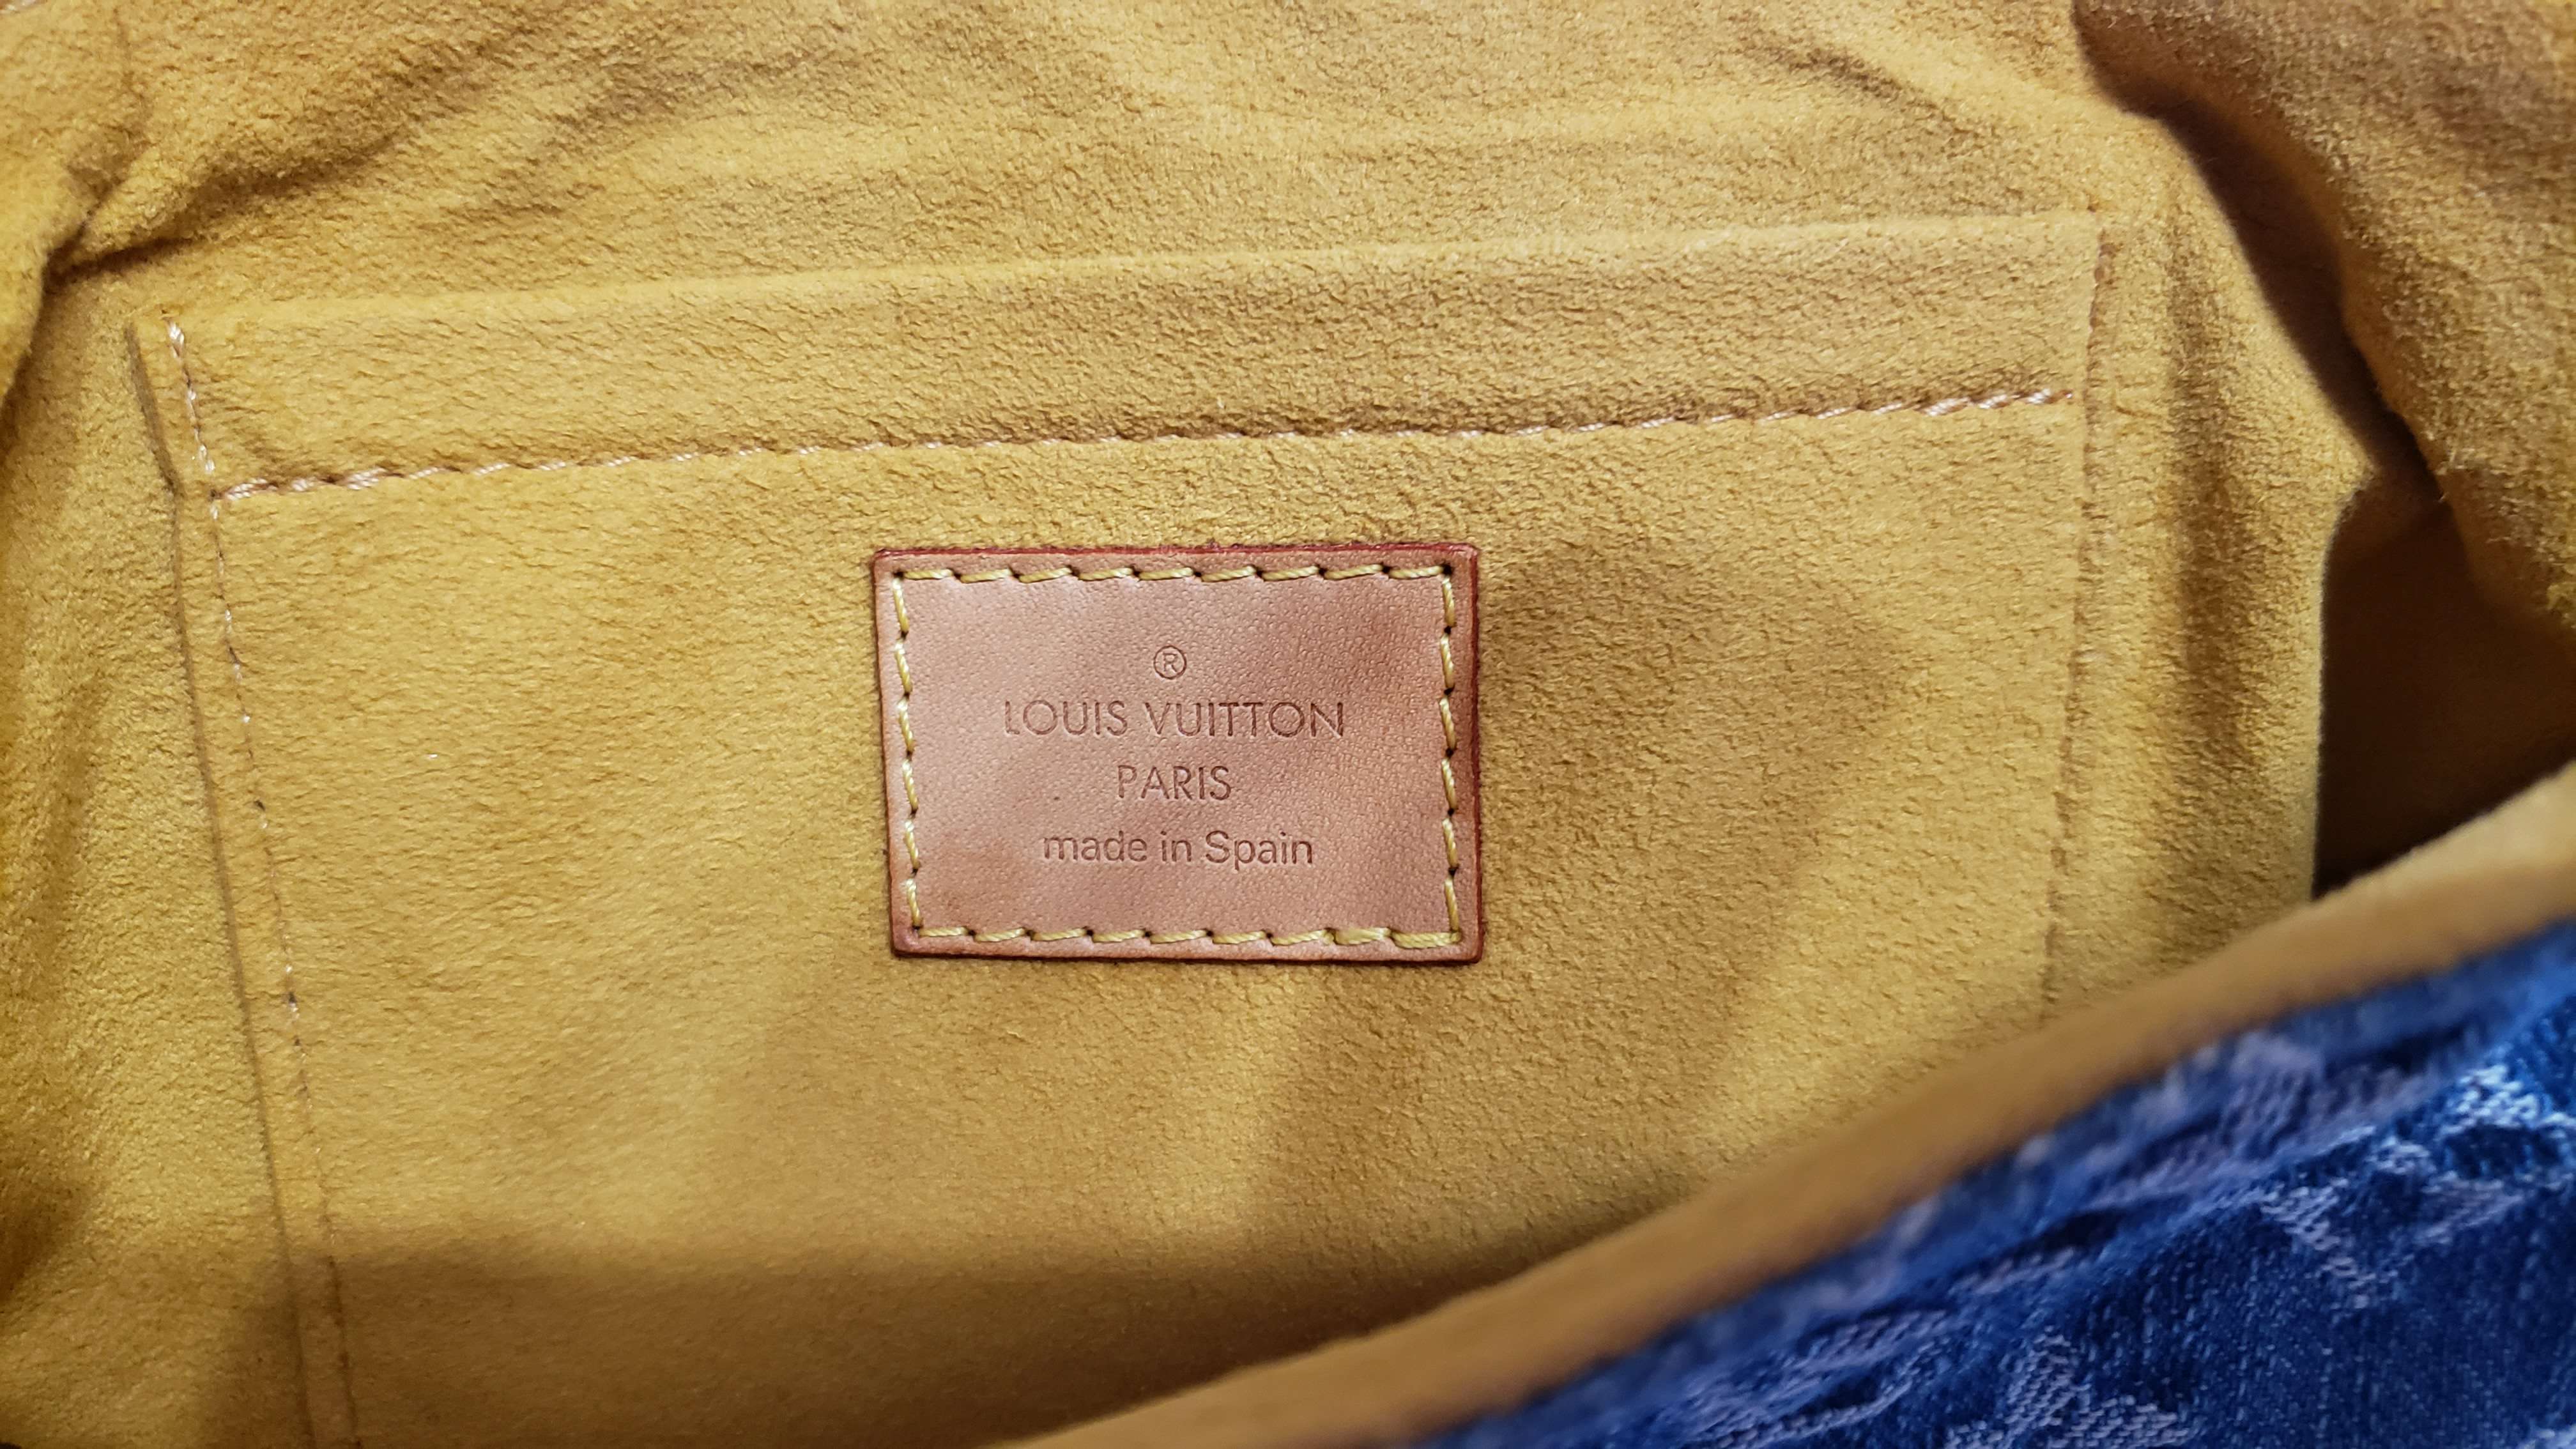 ®
LOUIS VUITTON
PARIS
made in Spain